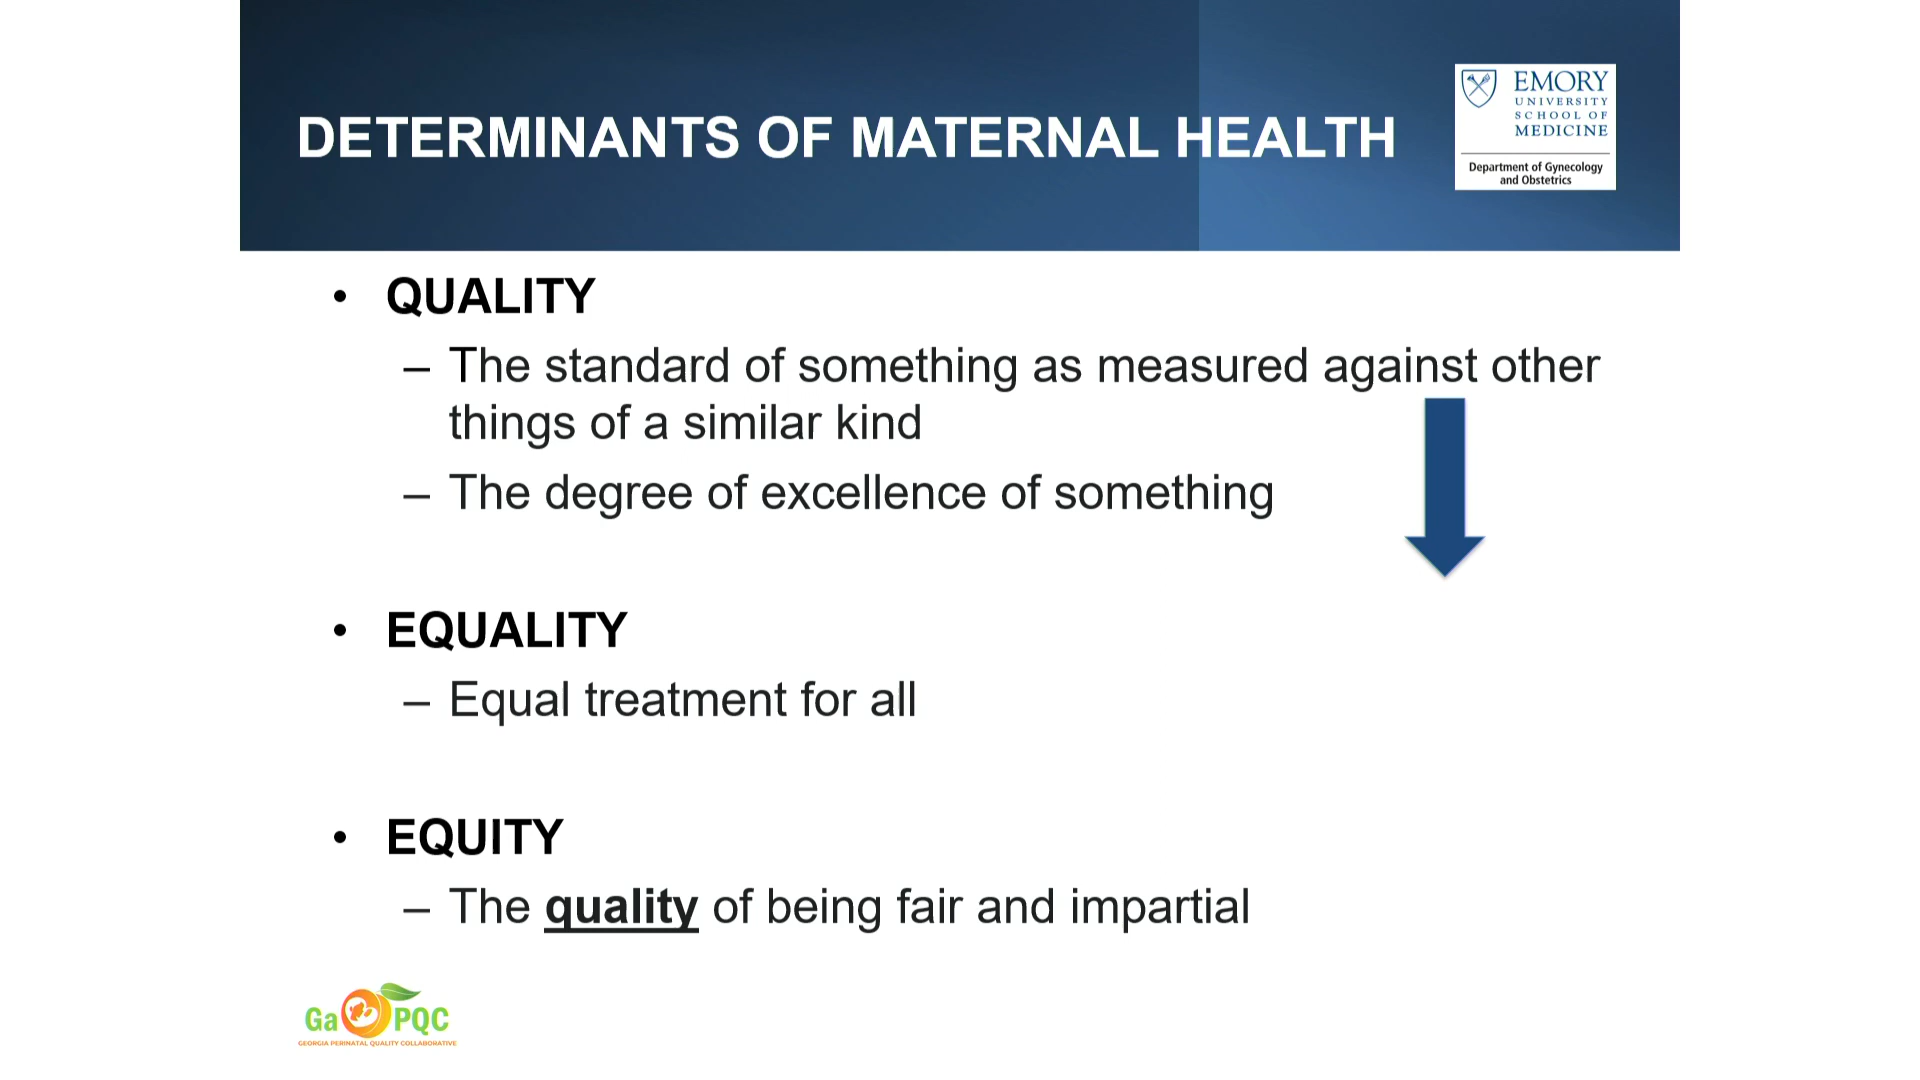 DETERMINANTS OF MATERNAL HEALTH
EMORY
UNIVERSITY
SCHOOL OF
MEDICINE
Department of Gynecology
and Obstetrics
• QUALITY
– The standard of something as measured against other
things of a similar kind
– The degree of excellence of something
• EQUALITY
– Equal treatment for all
• EQUITY
– The quality of being fair and impartial
Ga PQC
GEORGIA PERINATAL QUALITY COLLABORATIVE